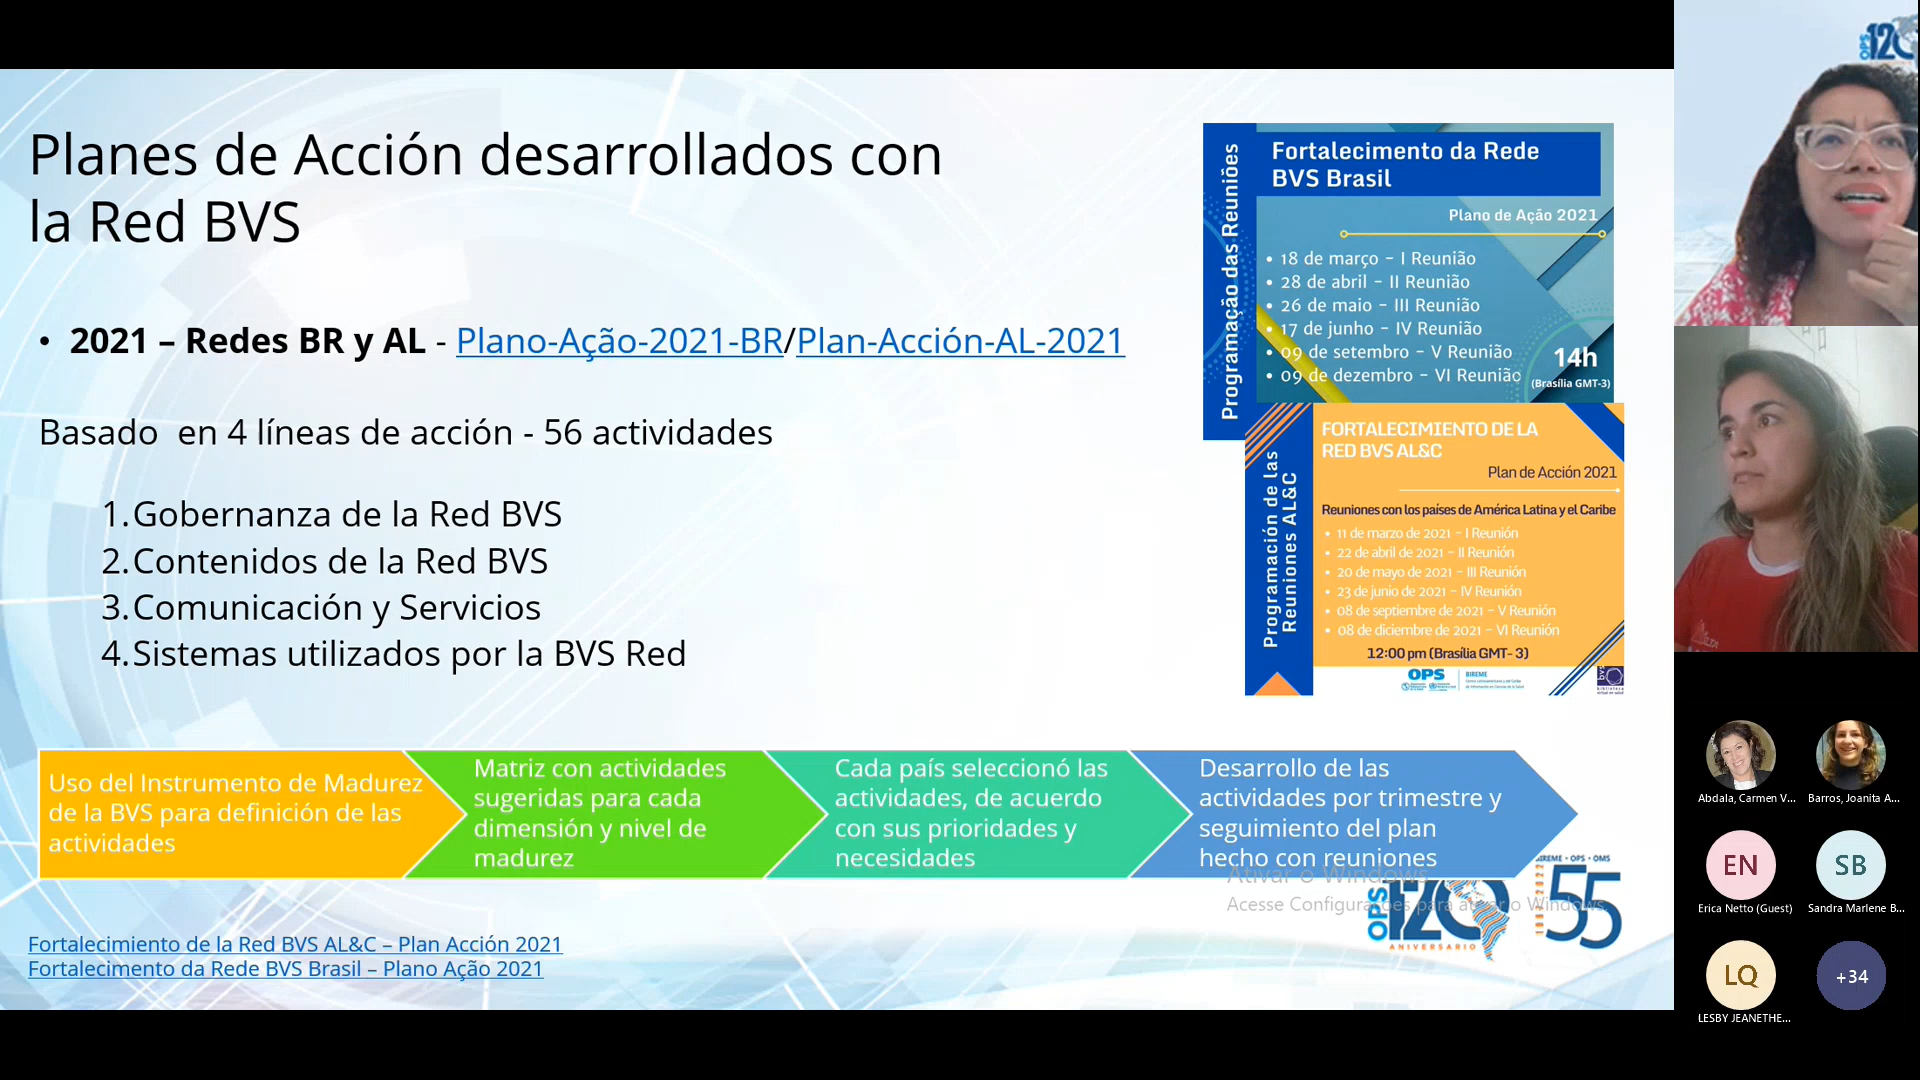 Planes de Acción desarrollados con
la Red BVS
• 2021 – Redes BR y AL - Plano-Ação-2021-BR/Plan-Acción-AL-2021
Basado en 4 líneas de acción - 56 actividades
1. Gobernanza de la Red BVS
2. Contenidos de la Red BVS
3. Comunicación y Servicios
4. Sistemas utilizados por la BVS Red
Programação das Reuniões
Fortalecimento da Rede
BVS Brasil
Plano de Ação 2021
• 18 de março – I Reunião
• 28 de abril – II Reunião
• 26 de maio – III Reunião
• 17 de junho – IV Reunião
• 09 de setembro – V Reunião
• 09 de dezembro – VI Reunião
14h
(Brasília GMT-3)
Programación de las
Reuniones AL&C
FORTALECIMIENTO DE LA
RED BVS AL&C
Plan de Acción 2021
Reuniones con los países de América Latina y el Caribe
• 11 de marzo de 2021 – I Reunión
• 22 de abril de 2021 – II Reunión
• 20 de mayo de 2021 – III Reunión
• 23 de junio de 2021 – IV Reunión
• 08 de septiembre de 2021 – V Reunión
• 08 de diciembre de 2021 – VI Reunión
12:00 pm (Brasília GMT- 3)
OPS
BIREME
Uso del Instrumento de Madurez
de la BVS para definición de las
actividades
Matriz con actividades
sugeridas para cada
dimensión y nivel de
madurez
Cada país seleccionó las
actividades, de acuerdo
con sus prioridades y
necesidades
Desarrollo de las
actividades por trimestre y
seguimiento del plan
hecho con reuniones
Ativar o Windows
Acesse Configurações para ativar o Windows.
OPS
120
ANIVERSARIO
BIREME • OPS • OMS
55
Fortalecimiento de la Red BVS AL&C – Plan Acción 2021
Fortalecimento da Rede BVS Brasil – Plano Ação 2021
OPS
Abdala, Carmen V...
Barros, Joanita A...
EN
Erica Netto (Guest)
SB
Sandra Marlene B...
LQ
LESBY JEANETHE...
+34